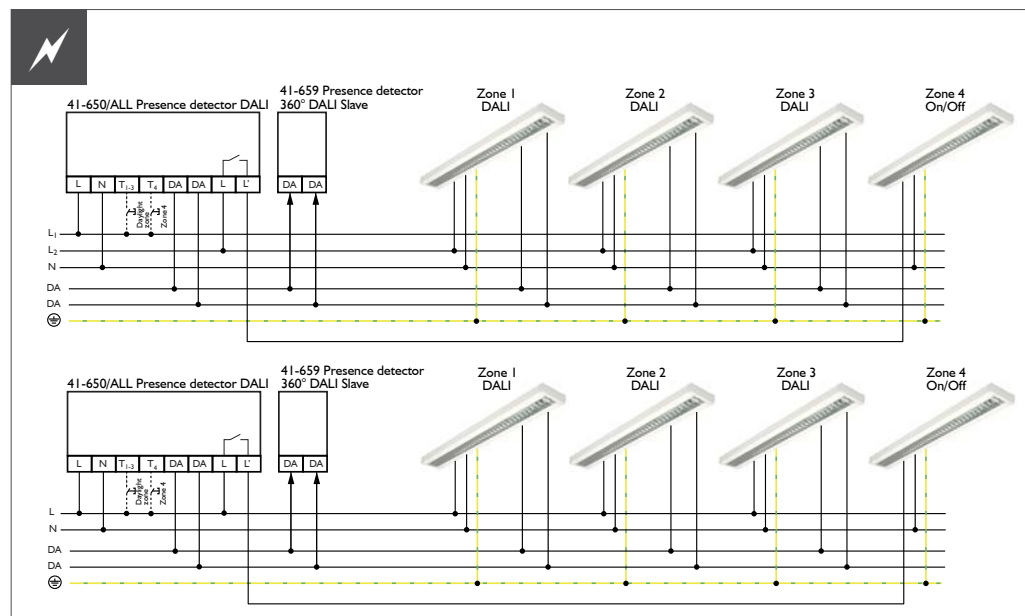 41-650/ALL Presence detector DALI
41-659 Presence detector
360° DALI Slave
Zone 1
DALI
Zone 2
DALI
Zone 3
DALI
Zone 4
On/Off
L N T1-3 T4 DA DA L L'
DA DA
Daylight
zone
Zone 4
L1
L2
N
DA
DA
41-650/ALL Presence detector DALI
41-659 Presence detector
360° DALI Slave
Zone 1
DALI
Zone 2
DALI
Zone 3
DALI
Zone 4
On/Off
L N T1-3 T4 DA DA L L'
DA DA
Daylight
zone
Zone 4
L
N
DA
DA